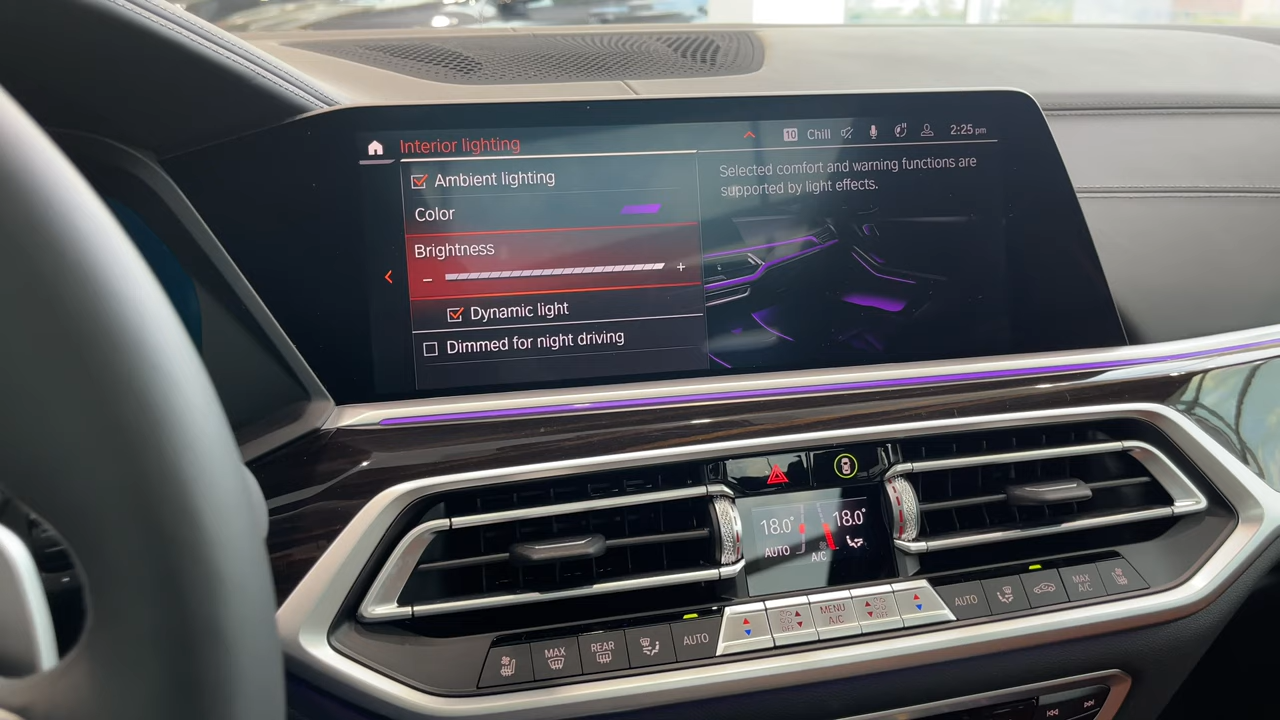 Interior lighting
10 Chill 2:25 pm
Ambient lighting
Color
Brightness
− +
Dynamic light
Dimmed for night driving
Selected comfort and warning functions are
supported by light effects.
18.0° 18.0°
AUTO A/C
MAX REAR AUTO OFF MENU A/C OFF AUTO MAX A/C